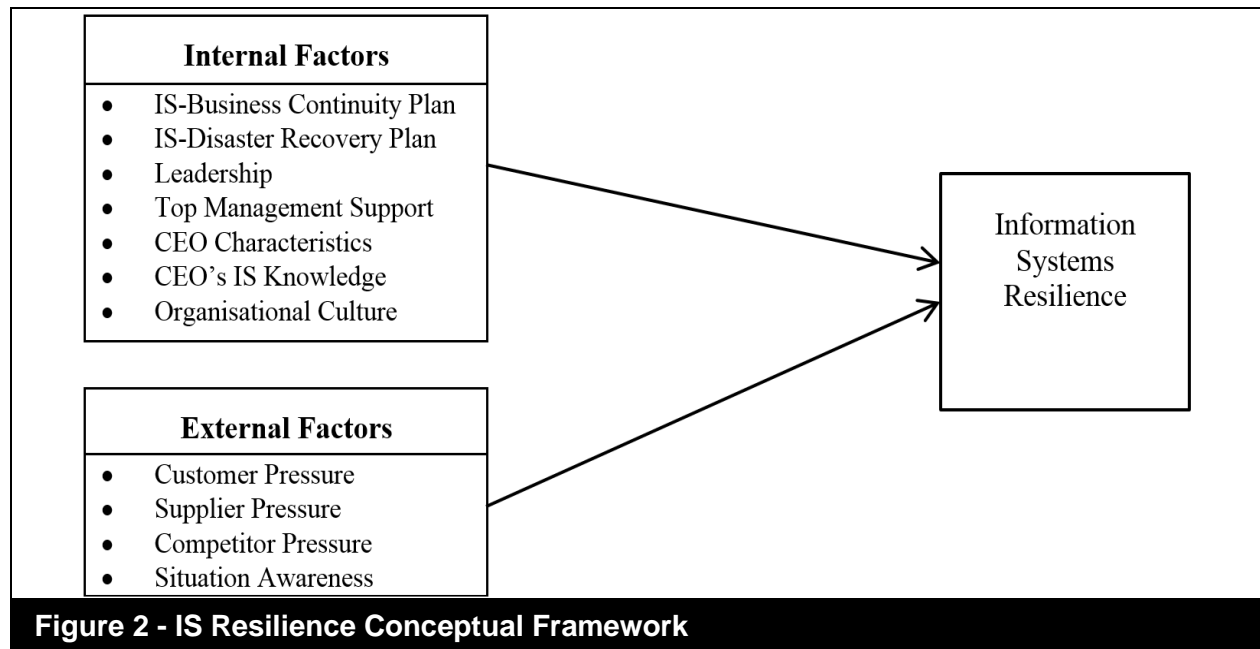 Internal Factors
• IS-Business Continuity Plan
• IS-Disaster Recovery Plan
• Leadership
• Top Management Support
• CEO Characteristics
• CEO’s IS Knowledge
• Organisational Culture
External Factors
• Customer Pressure
• Supplier Pressure
• Competitor Pressure
• Situation Awareness
Information
Systems
Resilience
Figure 2 - IS Resilience Conceptual Framework